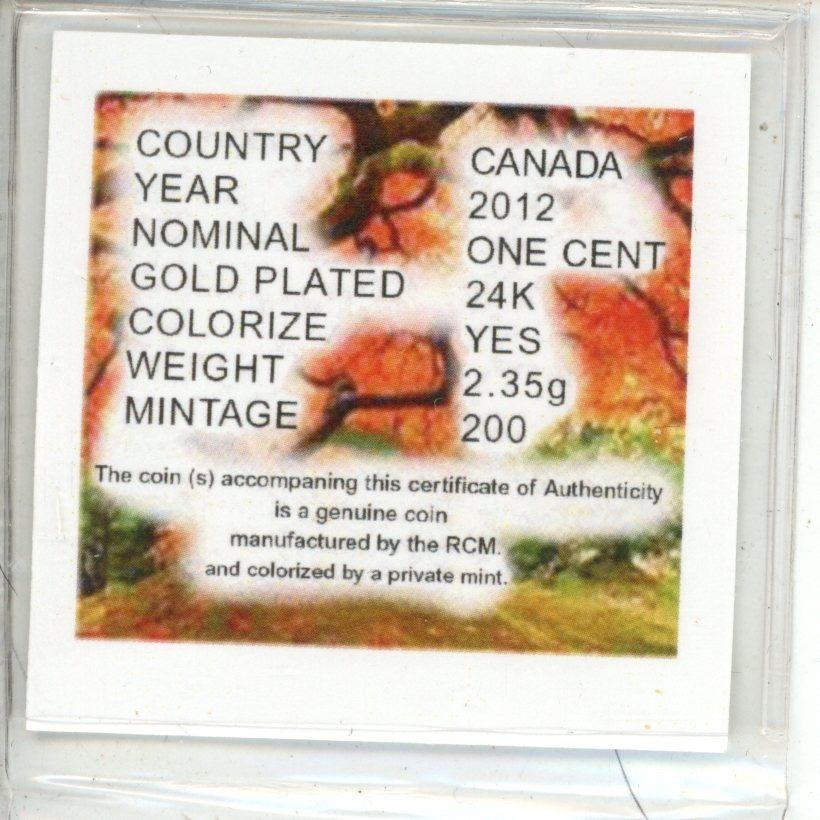 COUNTRY CANADA
YEAR 2012
NOMINAL ONE CENT
GOLD PLATED 24K
COLORIZE YES
WEIGHT 2.35g
MINTAGE 200
The coin (s) accompaning this certificate of Authenticity
is a genuine coin
manufactured by the RCM.
and colorized by a private mint.